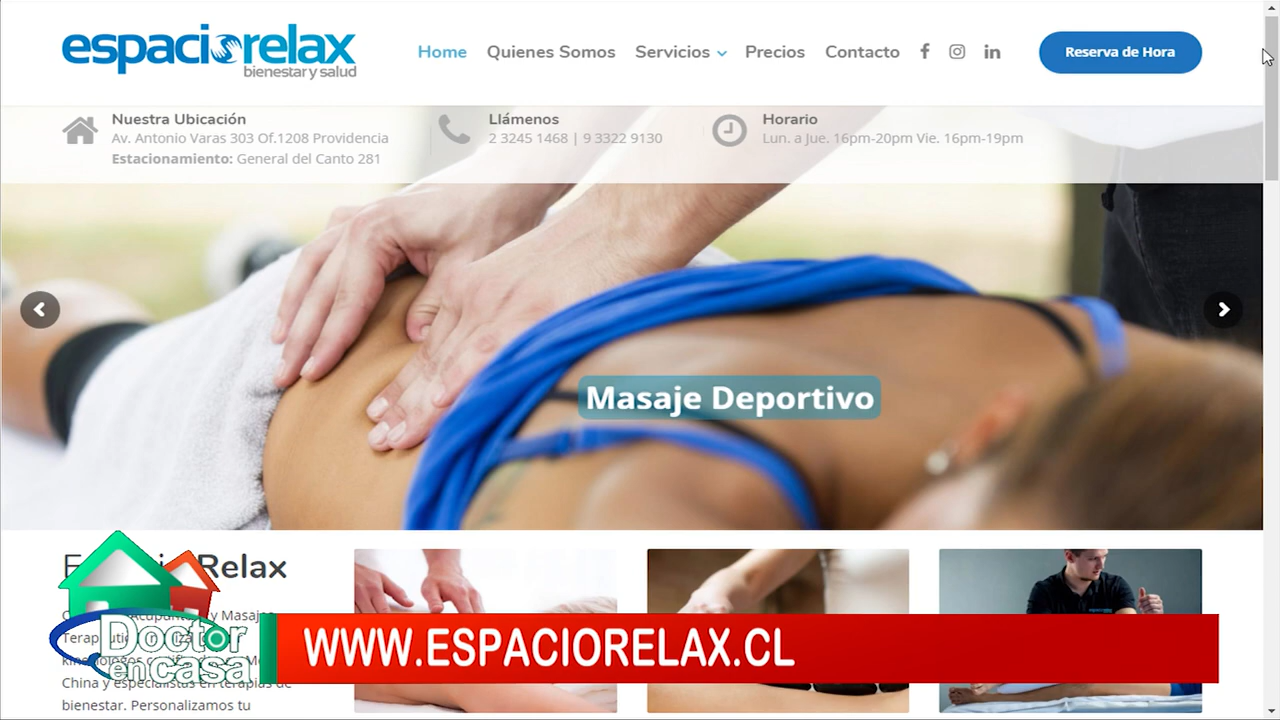 espaciorelax
bienestar y salud
Home Quienes Somos Servicios Precios Contacto
Reserva de Hora
Nuestra Ubicación
Av. Antonio Varas 303 Of.1208 Providencia
Estacionamiento: General del Canto 281
Llámenos
2 3245 1468 | 9 3322 9130
Horario
Lun. a Jue. 16pm-20pm Vie. 16pm-19pm
Masaje Deportivo
Relax
y Masajes
China y especialistas en terapias de
bienestar. Personalizamos tu
Doctor
en casa
WWW.ESPACIORELAX.CL